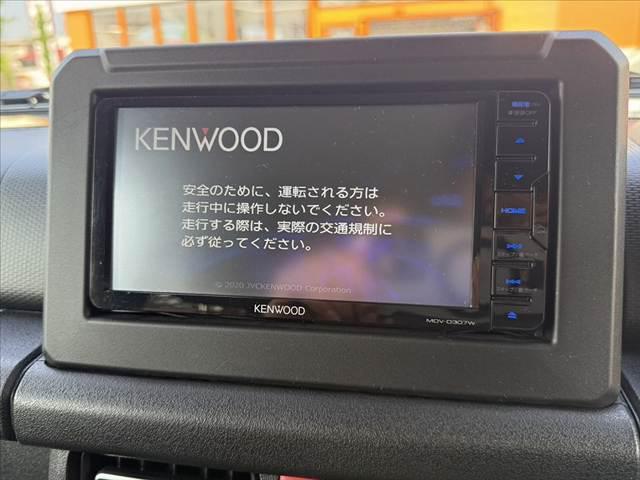 KENWOOD
安全のために、運転される方は
走行中に操作しないでください。
走行する際は、実際の交通規制に
必ず従ってください。
© 2020 JVCKENWOOD Corporation
KENWOOD
MDV-D307W
現在地
HOME